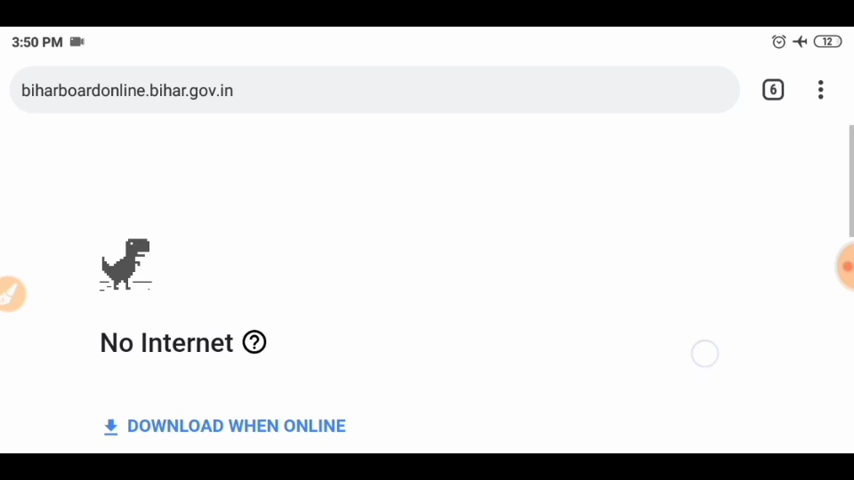 3:50 PM
12
biharboardonline.bihar.gov.in
6
No Internet
DOWNLOAD WHEN ONLINE